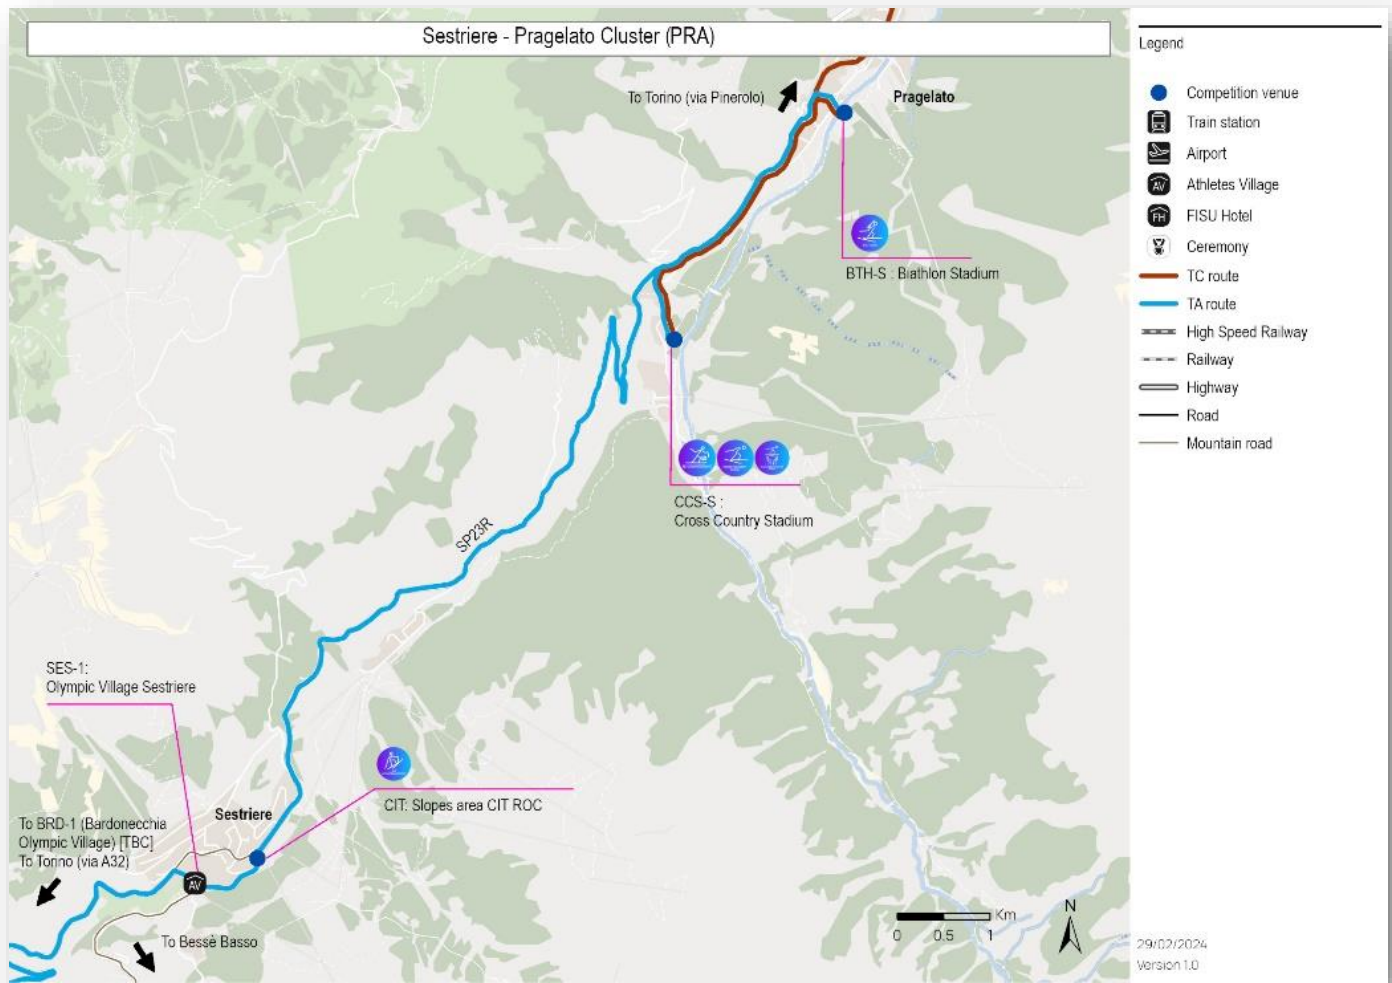 Sestriere - Pragelato Cluster (PRA)
To Torino (via Pinerolo)
Pragelato
BTH-S : Biathlon Stadium
CCS-S :
Cross Country Stadium
SP23R
SES-1:
Olympic Village Sestriere
CIT: Slopes area CIT ROC
Sestriere
To BRD-1 (Bardonecchia
Olympic Village) [TBC]
To Torino (via A32)
AV
To Bessè Basso
Km
0 0.5 1
N
Legend
Competition venue
Train station
Airport
AV Athletes Village
FH FISU Hotel
Ceremony
TC route
TA route
High Speed Railway
Railway
Highway
Road
Mountain road
29/02/2024
Version 1.0